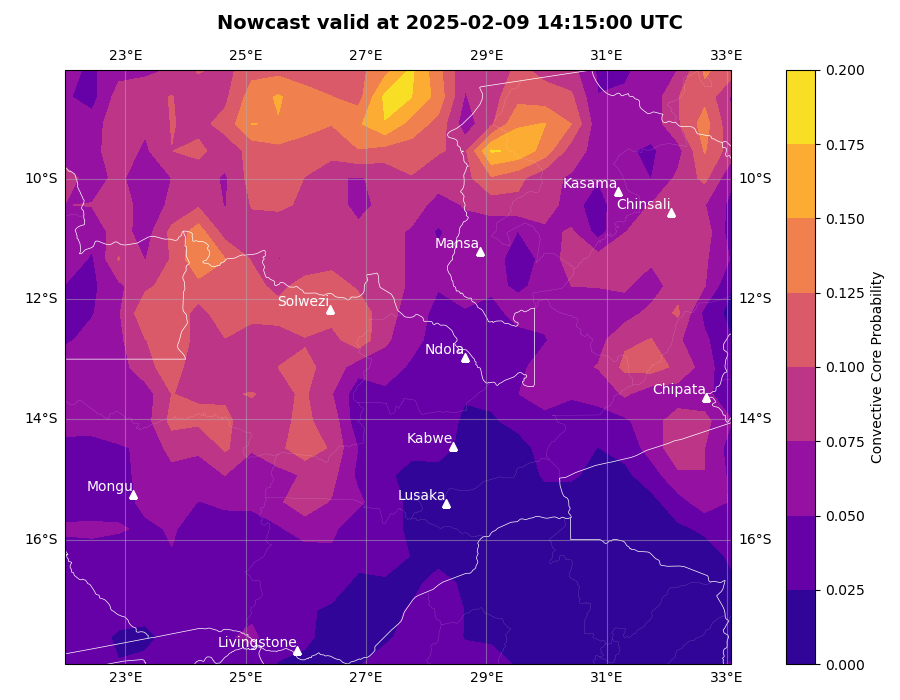 Nowcast valid at 2025-02-09 14:15:00 UTC
23°E 25°E 27°E 29°E 31°E 33°E
0.200
0.175
10°S 10°S
Kasama
Chinsali
0.150
Mansa
12°S 12°S
Solwezi
0.125
Ndola
0.100
Chipata
14°S 14°S
Kabwe
0.075
Mongu
Lusaka
0.050
16°S 16°S
0.025
Livingstone
0.000
23°E 25°E 27°E 29°E 31°E 33°E
Convective Core Probability